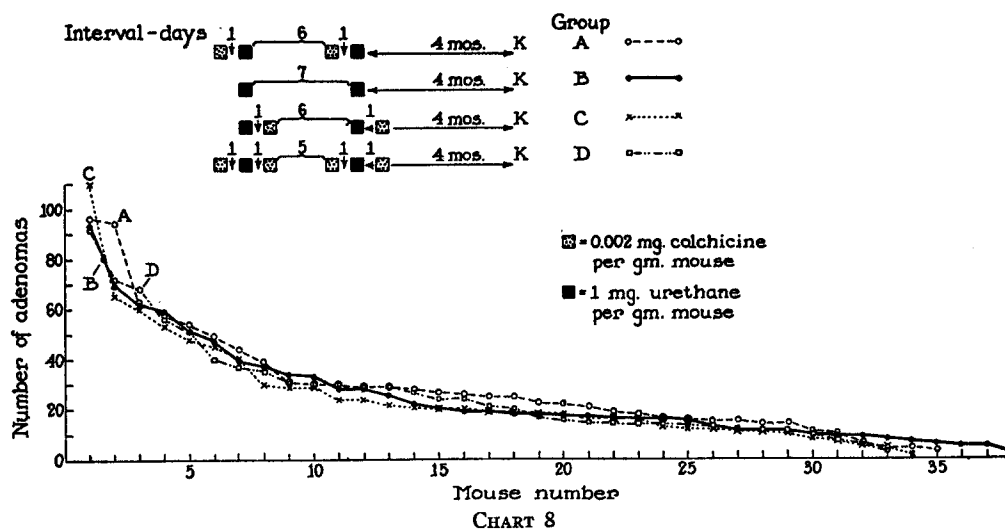 Interval-days
1 6 1
4 mos. K
Group
A
7
4 mos. K
B
1 6 1
4 mos. K
C
1 1 5 1 1
4 mos. K
D
C
A
D
B
= 0.002 mg. colchicine
per gm. mouse
= 1 mg. urethane
per gm. mouse
Number of adenomas
100
80
60
40
20
0
5 10 15 20 25 30 35
Mouse number
CHART 8